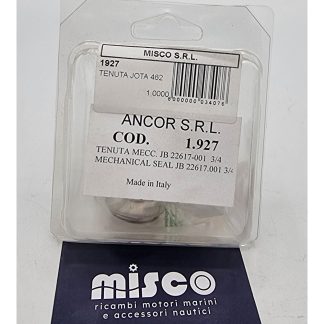 MISCO S.R.L.
1927
TENUTA JOTA 462
1.0000
6000000034076
ANCOR S.R.L.
COD. 1.927
TENUTA MECC. JB 22617-001 3/4
MECHANICAL SEAL JB 22617.001 3/4
Made in Italy
misco
ricambi motori marini
e accessori nautici